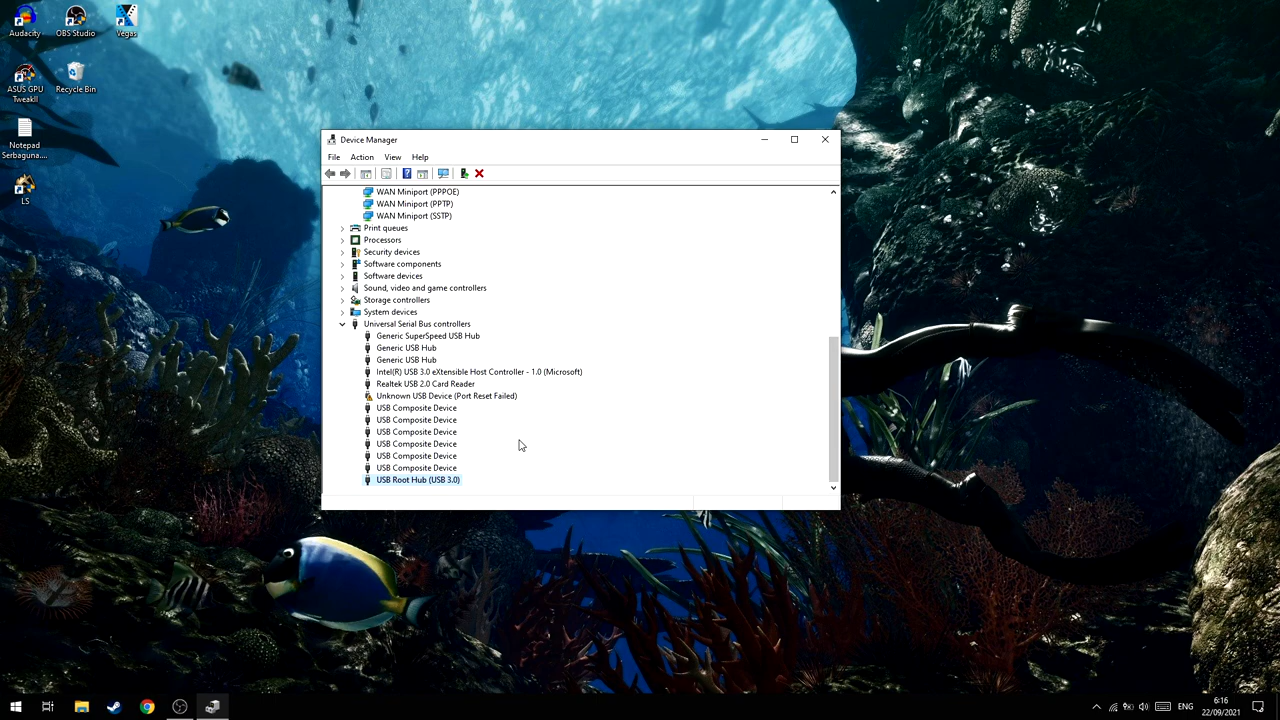 Audacity
OBS Studio
Vegas
ASUS GPU
TweakII
Recycle Bin
Notepad
Serbaguna....
LS
Device Manager
File Action View Help
WAN Miniport (PPPOE)
WAN Miniport (PPTP)
WAN Miniport (SSTP)
Print queues
Processors
Security devices
Software components
Software devices
Sound, video and game controllers
Storage controllers
System devices
Universal Serial Bus controllers
Generic SuperSpeed USB Hub
Generic USB Hub
Generic USB Hub
Intel(R) USB 3.0 eXtensible Host Controller - 1.0 (Microsoft)
Realtek USB 2.0 Card Reader
Unknown USB Device (Port Reset Failed)
USB Composite Device
USB Composite Device
USB Composite Device
USB Composite Device
USB Composite Device
USB Composite Device
USB Root Hub (USB 3.0)
ENG
6:16
22/09/2021